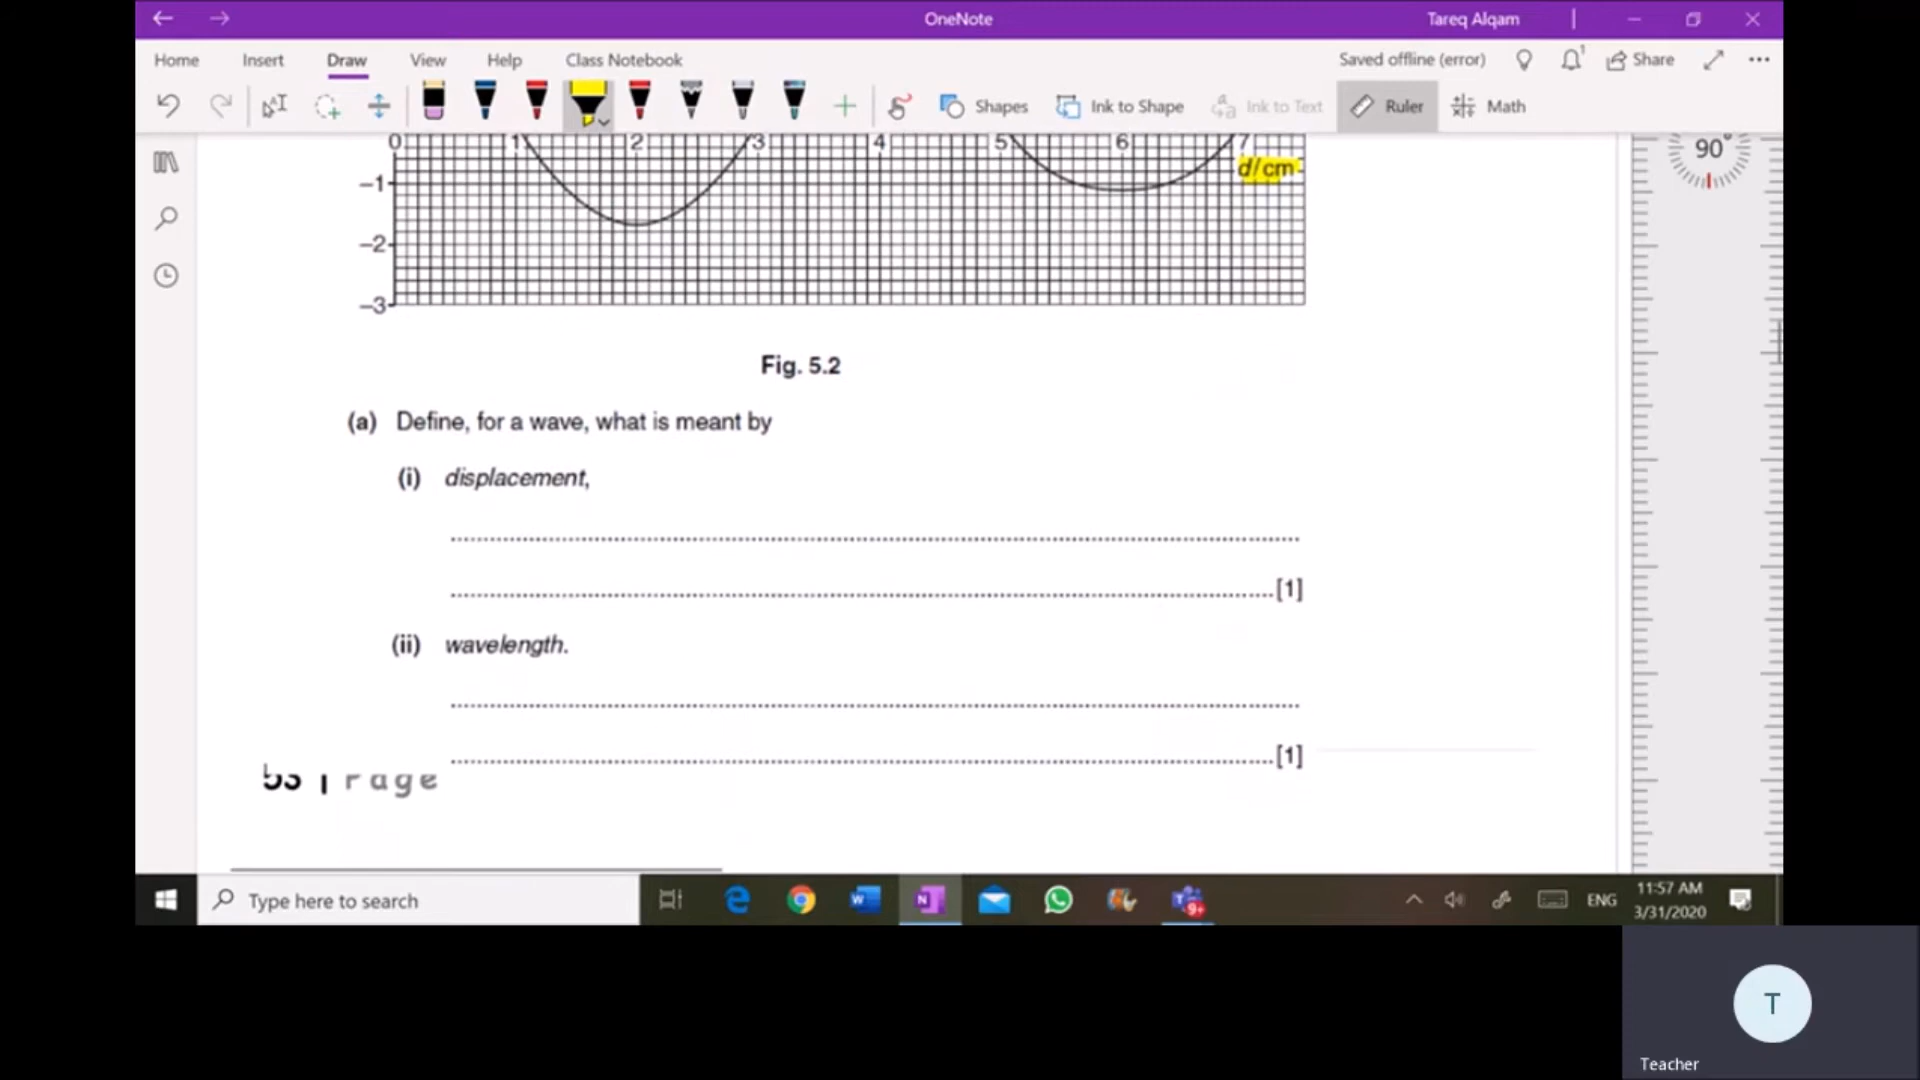 OneNote
Tareq Alqam
Home Insert Draw View Help Class Notebook
Saved offline (error) 1 Share
Shapes Ink to Shape Ink to Text Ruler Math
90°
0 1 2 3 4 5 6 7
d/cm
–1
–2
–3
Fig. 5.2
(a) Define, for a wave, what is meant by
(i) displacement,
[1]
(ii) wavelength.
[1]
53 | Page
Type here to search
9+
ENG
11:57 AM
3/31/2020
T
Teacher